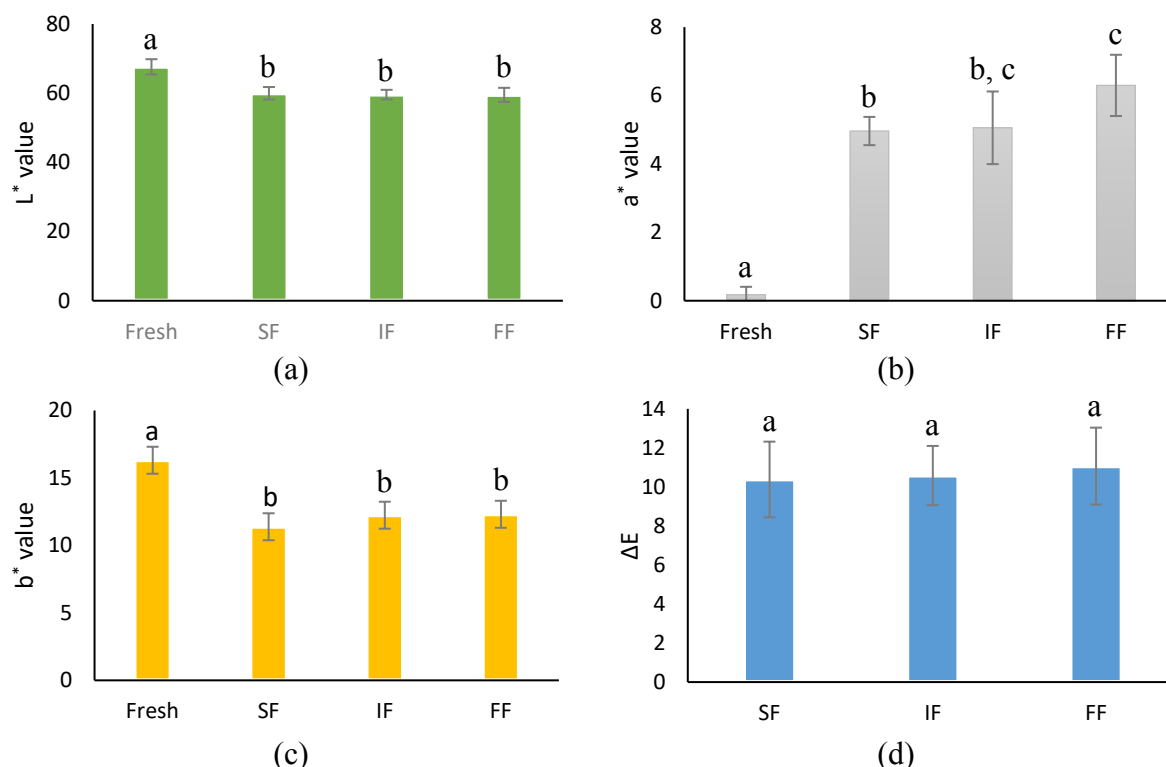 80
60
40
20
0
L* value
a
b
b
b
Fresh
SF
IF
FF
(a)
8
6
4
2
0
a* value
a
b
b, c
c
Fresh
SF
IF
FF
(b)
20
15
10
5
0
b* value
a
b
b
b
Fresh
SF
IF
FF
(c)
14
12
10
8
6
4
2
0
ΔE
a
a
a
SF
IF
FF
(d)